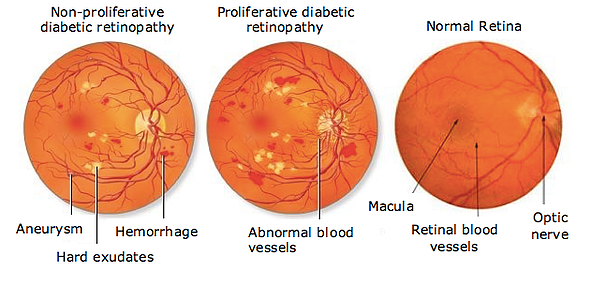 Non-proliferative
diabetic retinopathy
Proliferative diabetic
retinopathy
Normal Retina
Aneurysm
Hemorrhage
Hard exudates
Abnormal blood
vessels
Macula
Retinal blood
vessels
Optic
nerve